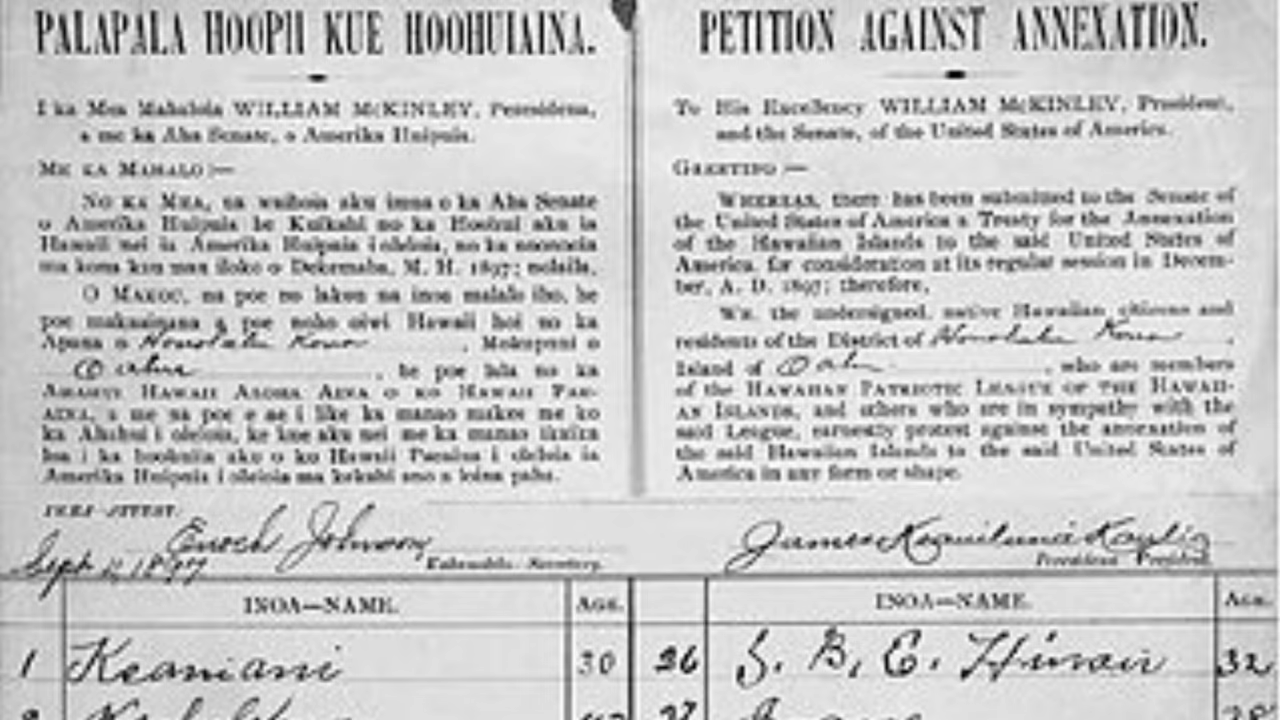 PALAPALA HOOPII KUE HOOHUIAINA.
I ka Mea Mahaloia WILLIAM McKINLEY, Peresidena,
a me ka Aha Senate, o Amerika Huipuia.
ME KA MAHALO:—
NO KA MEA, ua waihoia aku imua o ka Aha Senate
o Amerika Huipuia he Kuikahi no ka Hoohui aku ia
Hawaii nei ia Amerika Huipuia i oleloia, no ka noonooia
ma kona kau mau iloko o Dekemaba, M. H. 1897; nolaila,
O MAKOU, na poe no lakou na inoa malalo iho, he
poe makaainana a poe noho oiwi Hawaii hoi no ka
Apana o Honolulu Kona, Mokupuni o
Oahu, he poe lala no ka
AHAHUI HAWAII ALOHA AINA O KO HAWAII PAE-
AINA, a me na poe e ae i like ka manao makee me ko
ka Ahahui i oleloia, ke kue aku nei me ka manao ikaika
loa i ka hoohuiia aku o ko Hawaii Paeaina i oleloia ia
Amerika Huipuia i oleloia ma kekahi ano a loina paha.
Enoch Johnson
Sept 11, 1897
Kakauolelo. Secretary.
PETITION AGAINST ANNEXATION.
To His Excellency WILLIAM McKINLEY, President,
and the Senate, of the United States of America.
GREETING:—
WHEREAS, there has been submitted to the Senate of
the United States of America a Treaty for the Annexation
of the Hawaiian Islands to the said United States of
America, for consideration at its regular session in Decem-
ber, A. D. 1897; therefore,
WE, the undersigned, native Hawaiian citizens and
residents of the District of Honolulu Kona,
Island of Oahu, who are members
of the HAWAIIAN PATRIOTIC LEAGUE OF THE HAWAII-
AN ISLANDS, and others who are in sympathy with the
said League, earnestly protest against the annexation of
the said Hawaiian Islands to the said United States of
America in any form or shape.
James Keauiluna Kaulia
Peresidena President.
INOA—NAME. AGE.
1 Keamani 30
2
INOA—NAME. AGE.
26 S. B. E. 32
27